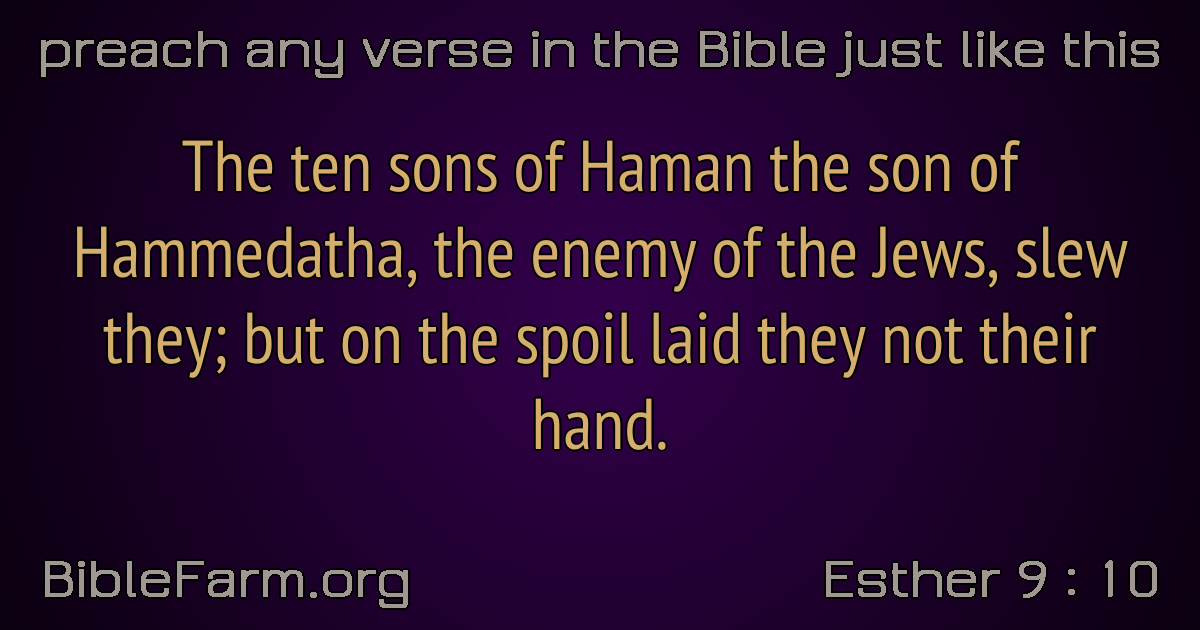 preach any verse in the Bible just like this
The ten sons of Haman the son of
Hammedatha, the enemy of the Jews, slew
they; but on the spoil laid they not their
hand.
BibleFarm.org
Esther 9 : 10